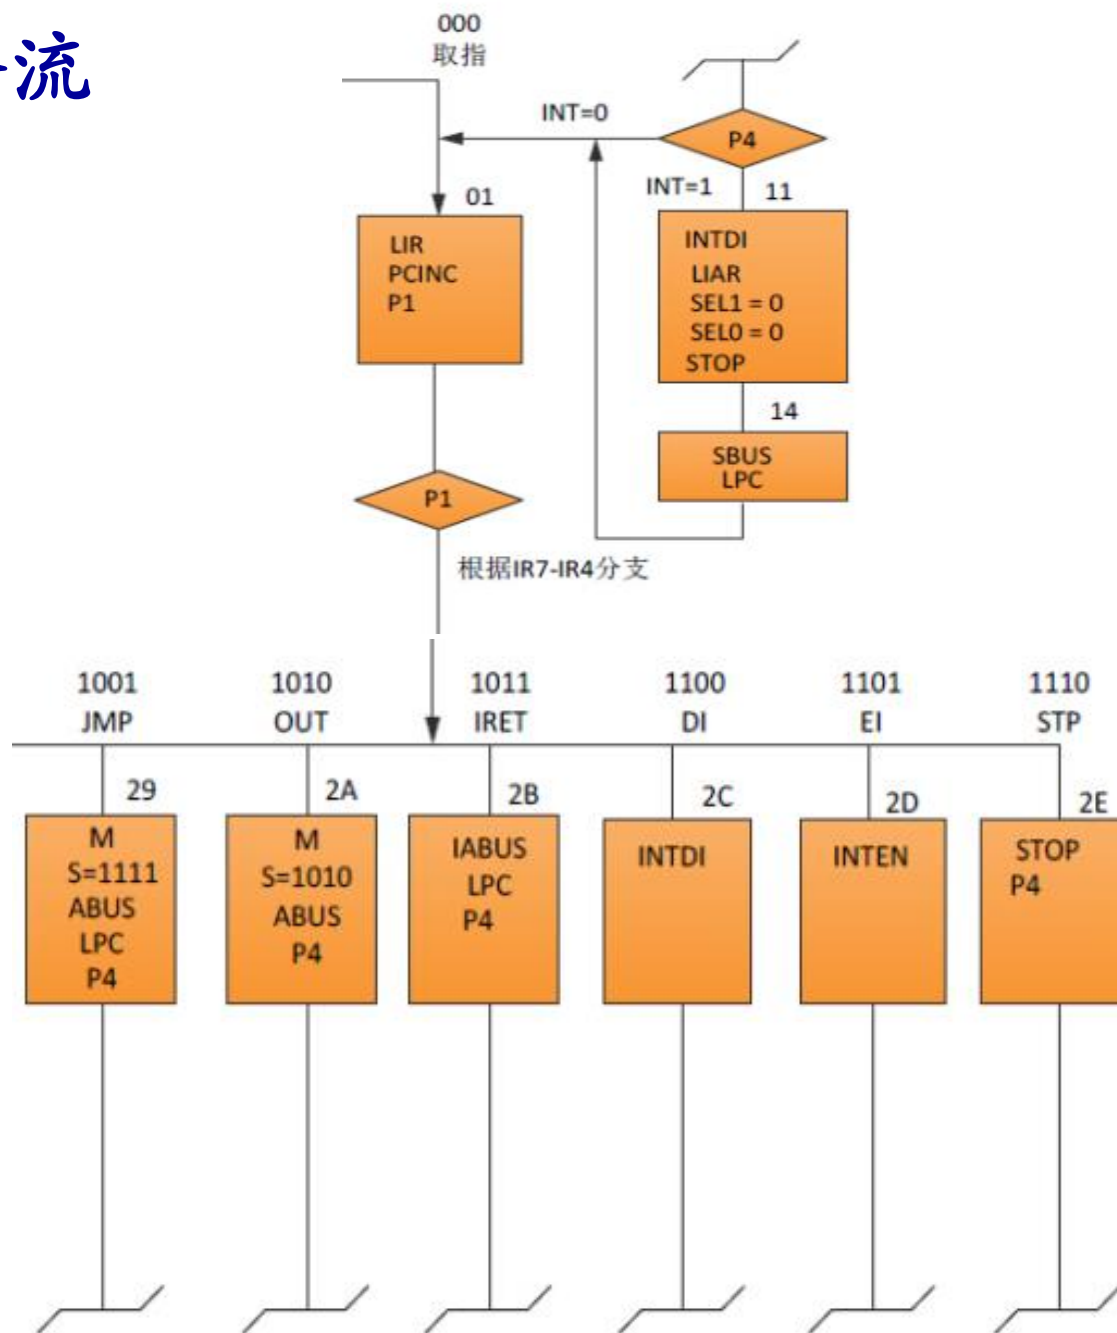 流
000
取指
INT=0
P4
INT=1
11
01
LIR
PCINC
P1
INTDI
LIAR
SEL1 = 0
SEL0 = 0
STOP
14
SBUS
LPC
P1
根据IR7-IR4分支
1001
JMP
1010
OUT
1011
IRET
1100
DI
1101
EI
1110
STP
29
M
S=1111
ABUS
LPC
P4
2A
M
S=1010
ABUS
P4
2B
IABUS
LPC
P4
2C
INTDI
2D
INTEN
2E
STOP
P4